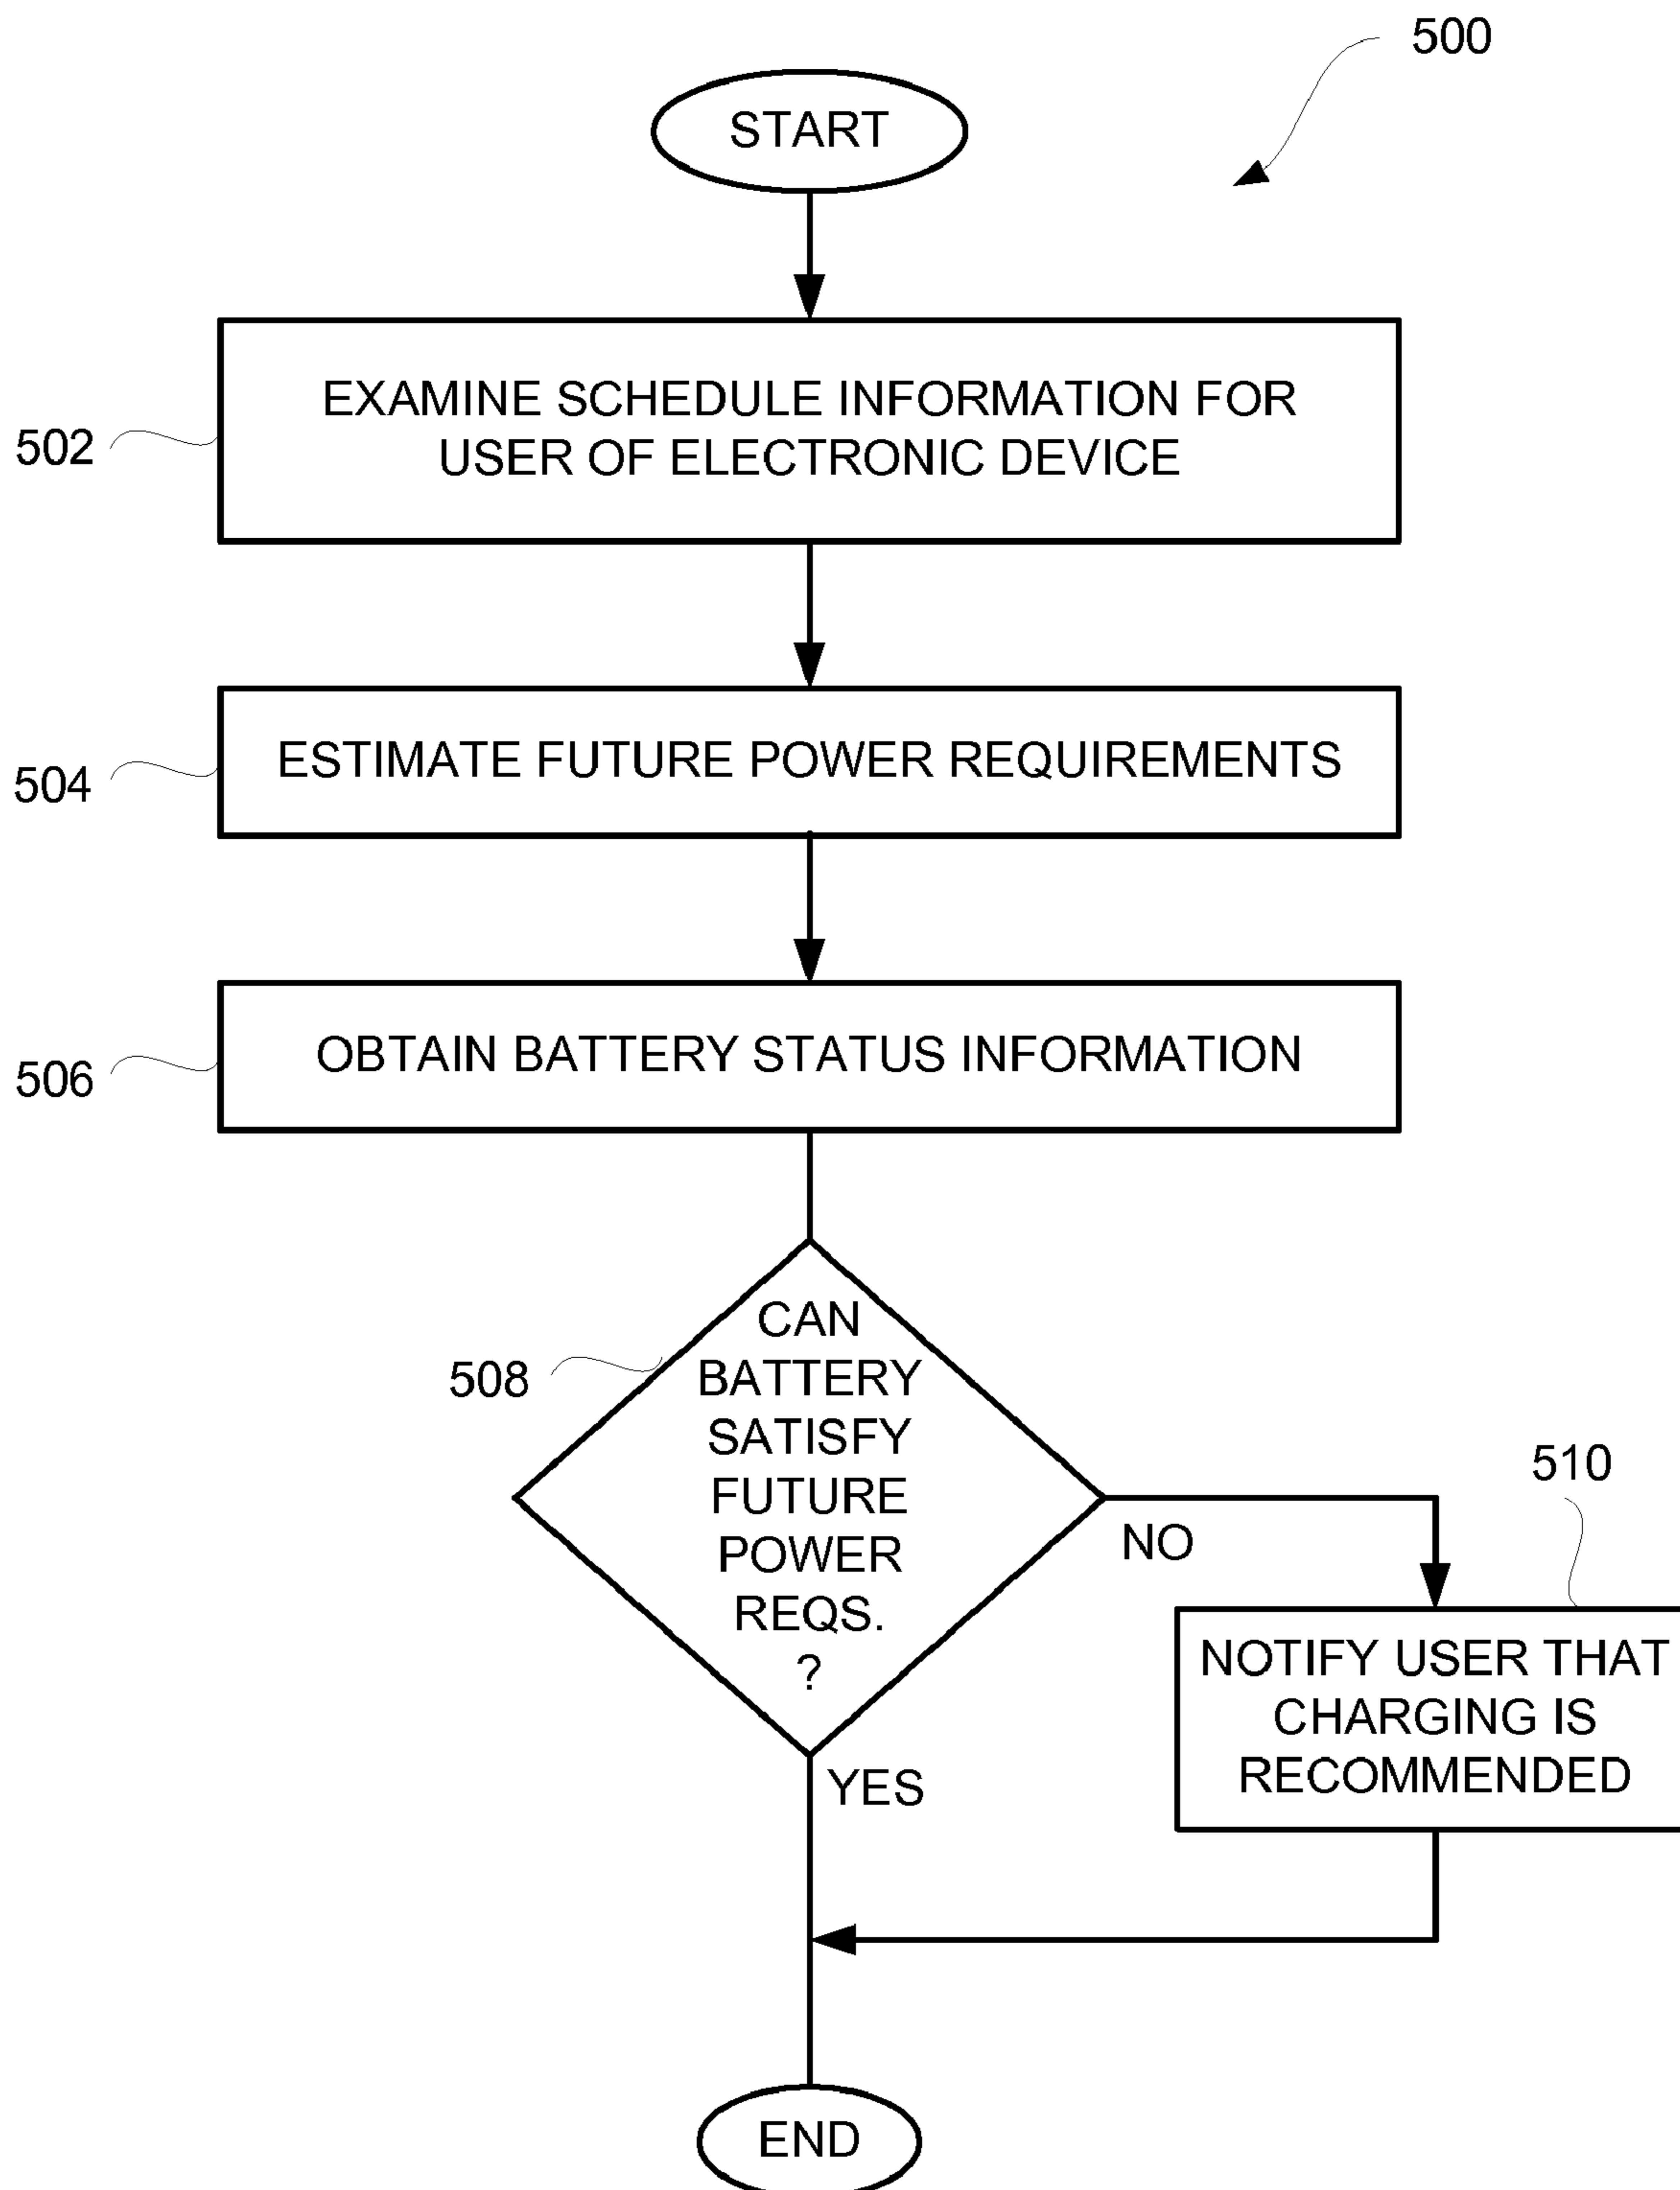 500
START
502
EXAMINE SCHEDULE INFORMATION FOR
USER OF ELECTRONIC DEVICE
504
ESTIMATE FUTURE POWER REQUIREMENTS
506
OBTAIN BATTERY STATUS INFORMATION
508
CAN
BATTERY
SATISFY
FUTURE
POWER
REQS.
?
NO
510
NOTIFY USER THAT
CHARGING IS
RECOMMENDED
YES
END